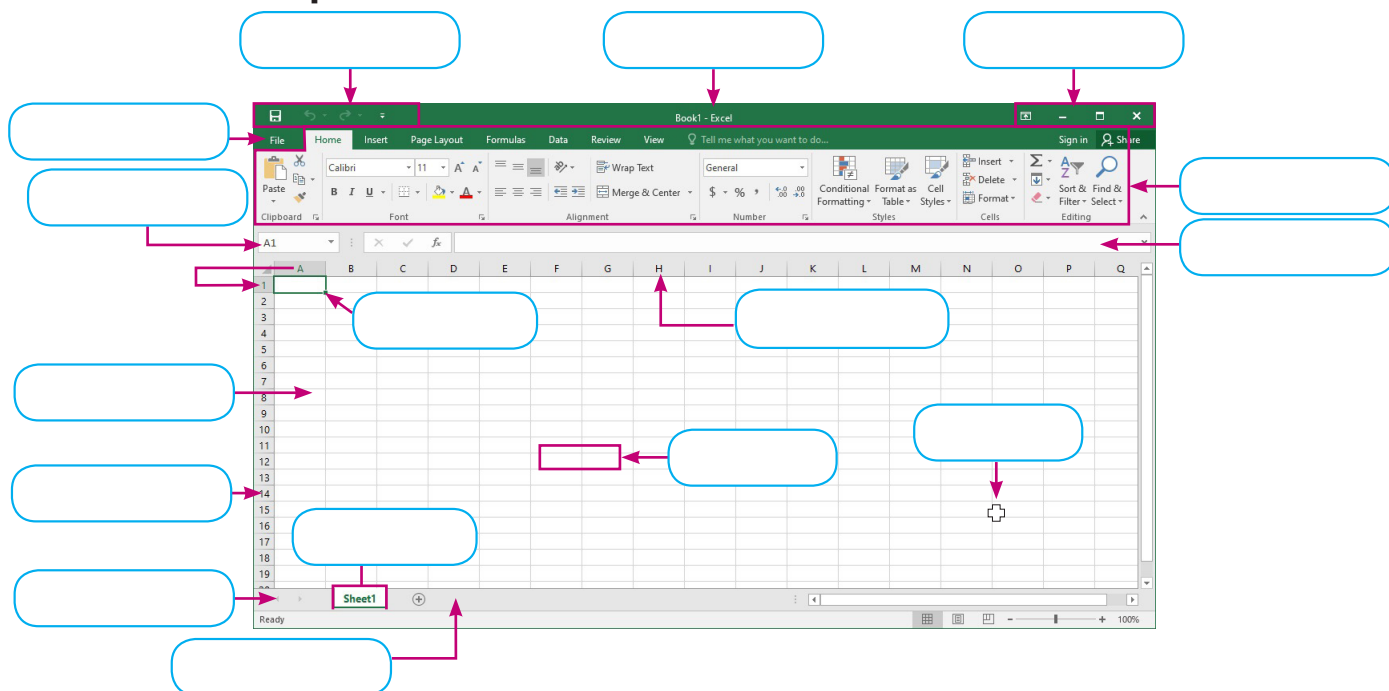 Book1 - Excel
File Home Insert Page Layout Formulas Data Review View Tell me what you want to do... Sign in Share
Calibri 11 A A Wrap Text General Insert
Paste B I U A Merge & Center $ % , Conditional Format as Cell Delete Sort & Find &
Formatting Table Styles Format Filter Select
Clipboard Font Alignment Number Styles Cells Editing
A1 fx
A B C D E F G H I J K L M N O P Q
1
2
3
4
5
6
7
8
9
10
11
12
13
14
15
16
17
18
19
Sheet1
Ready 100%